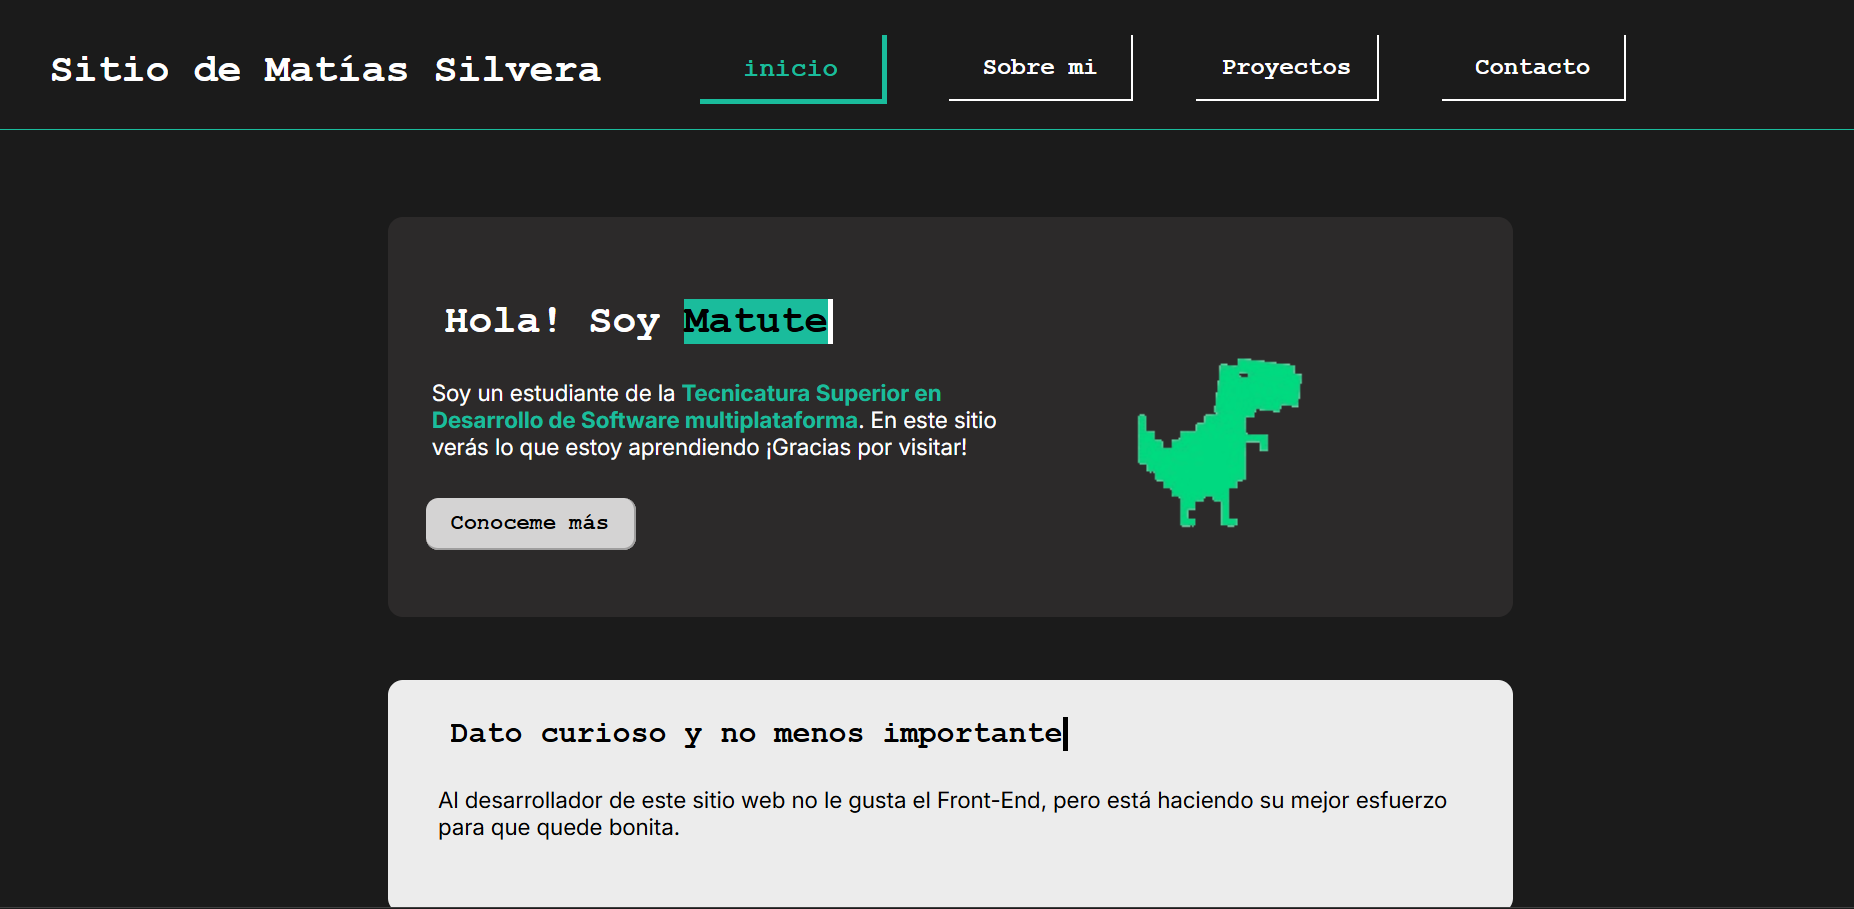 Sitio de Matías Silvera
inicio
Sobre mi
Proyectos
Contacto
Hola! Soy Matute
Soy un estudiante de la Tecnicatura Superior en
Desarrollo de Software multiplataforma. En este sitio
verás lo que estoy aprendiendo ¡Gracias por visitar!
Conoceme más
Dato curioso y no menos importante
Al desarrollador de este sitio web no le gusta el Front-End, pero está haciendo su mejor esfuerzo
para que quede bonita.